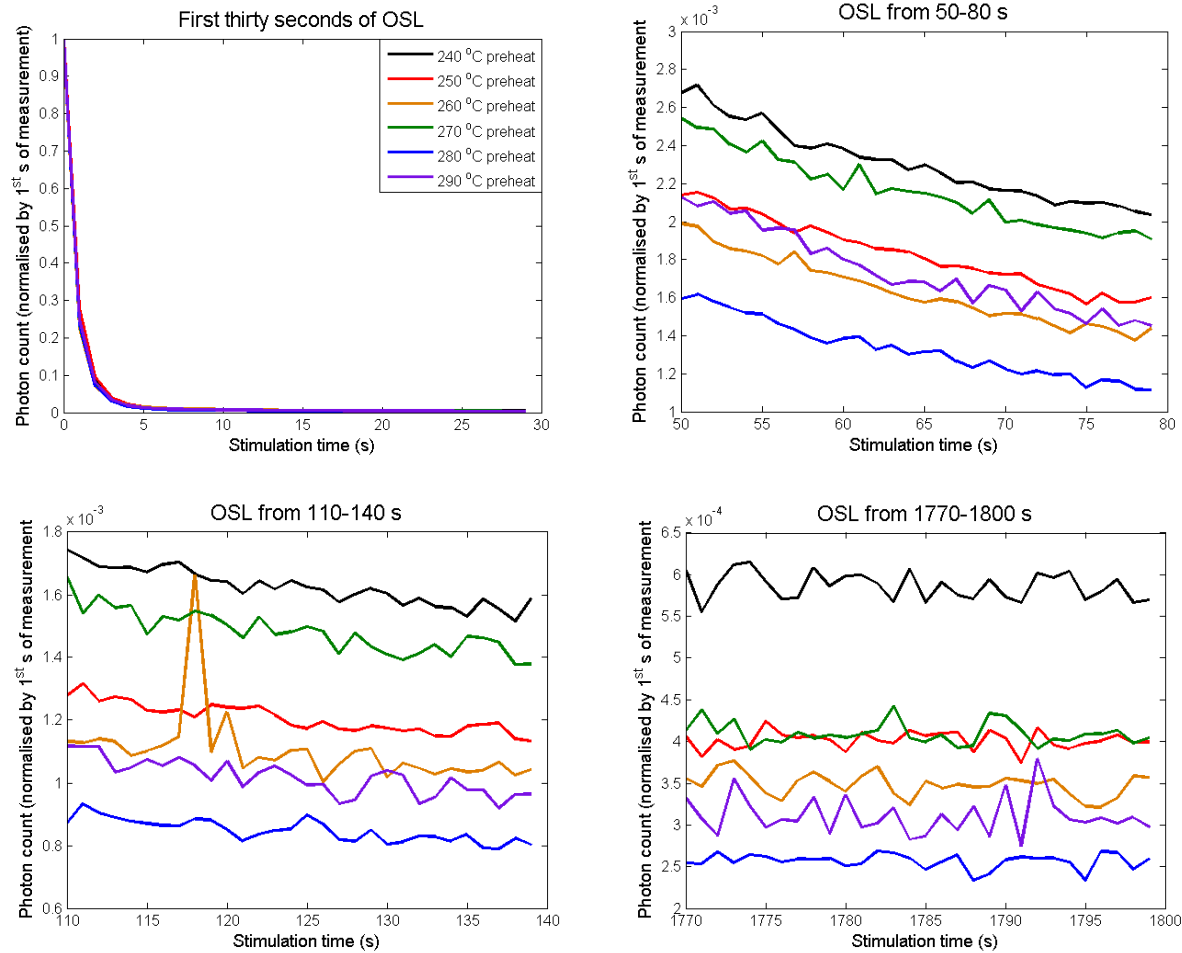 First thirty seconds of OSL
Photon count (normalised by 1st s of measurement)
1
0.9
0.8
0.7
0.6
0.5
0.4
0.3
0.2
0.1
0
0 5 10 15 20 25 30
Stimulation time (s)
240 °C preheat
250 °C preheat
260 °C preheat
270 °C preheat
280 °C preheat
290 °C preheat
OSL from 50-80 s
x 10-3
Photon count (normalised by 1st s of measurement
3
2.6
2.2
1.8
1.6
1.4
1.2
1
50 55 60 65 70 75 80
Stimulation time (s)
OSL from 110-140 s
x 10-3
Photon count (normalised by 1st s of measurement
1.8
1.6
1.4
1.2
1
0.8
0.6
110 115 120 125 130 135 140
Stimulation time (s)
OSL from 1770-1800 s
x 10-4
Photon count (normalised by 1st s of measurement
6.5
6
5.5
5
4.5
4
3.5
3
2.5
2
1770 1775 1780 1785 1790 1795 1800
Stimulation time (s)